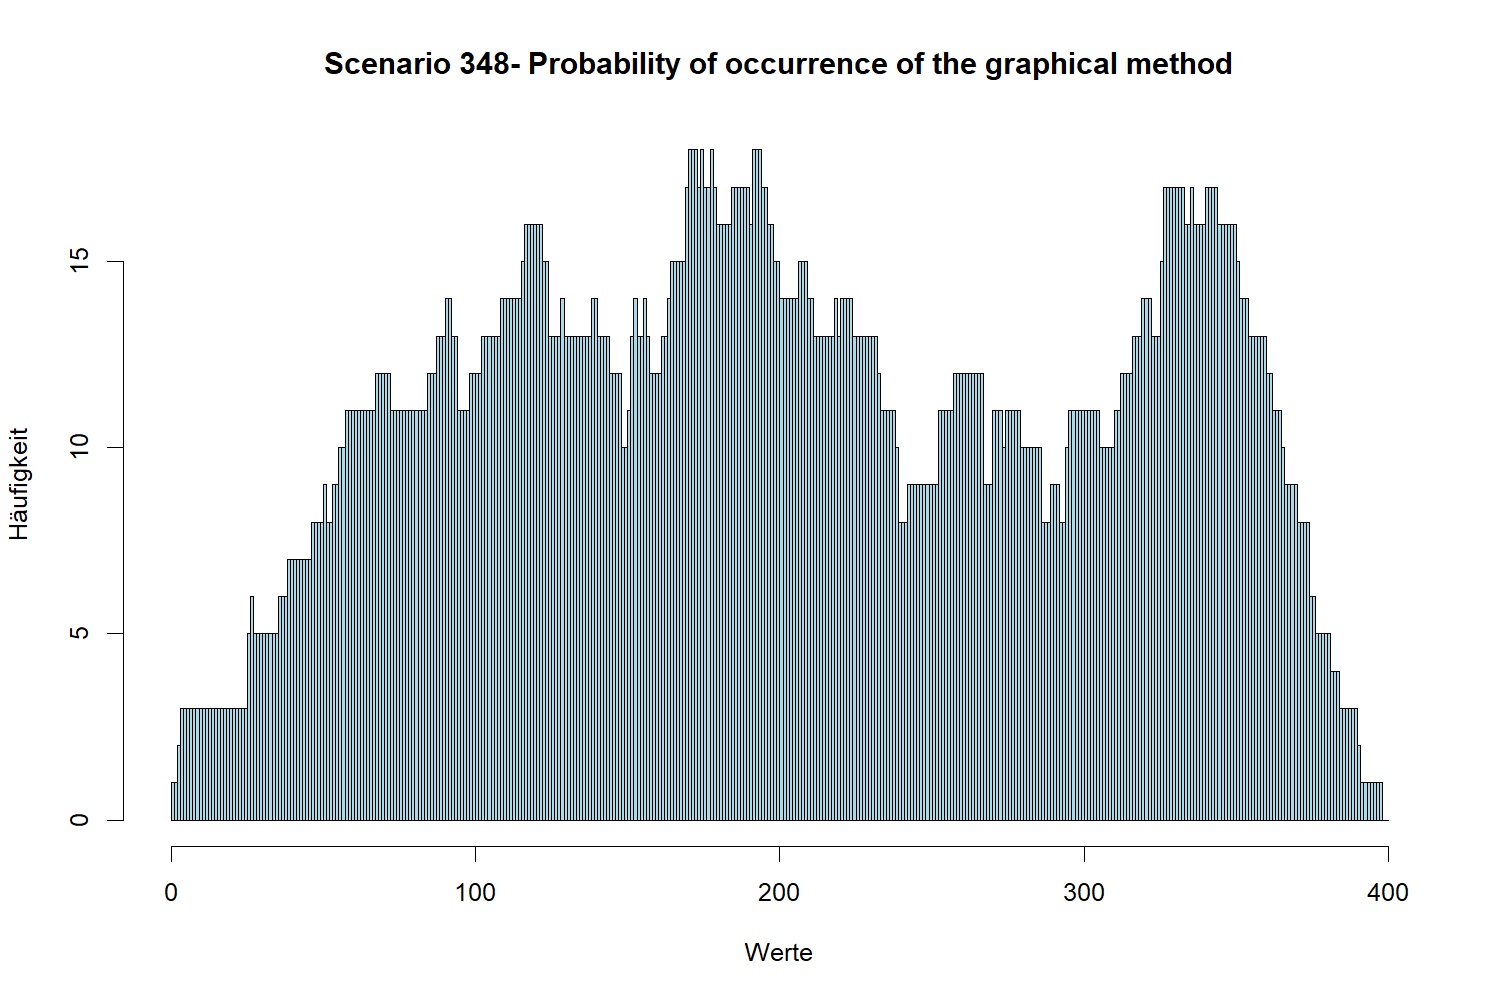 Scenario 348- Probability of occurrence of the graphical method
Häufigkeit
15
10
5
0
0 100 200 300 400
Werte